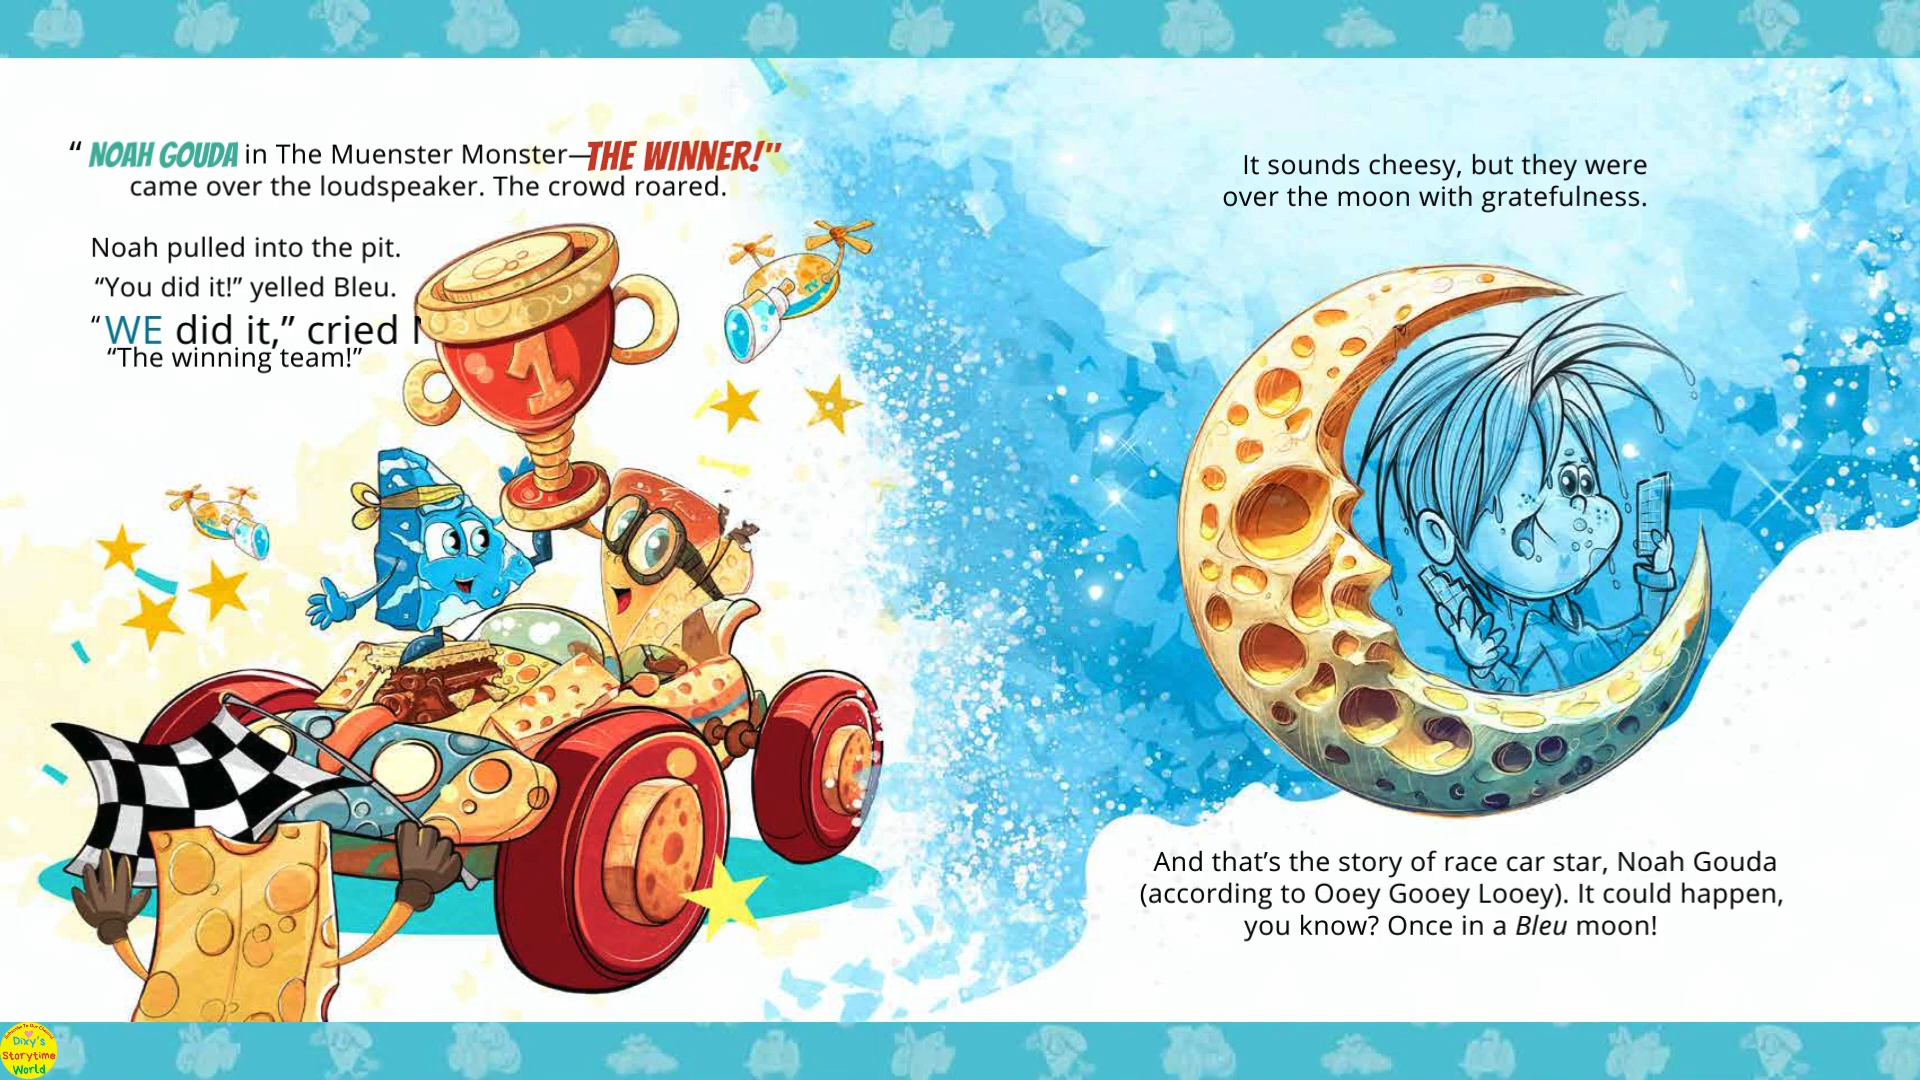 “ NOAH GOUDA in The Muenster Monster—THE WINNER!”
came over the loudspeaker. The crowd roared.
Noah pulled into the pit.
“You did it!” yelled Bleu.
“WE did it,” cried
“The winning team!”
1
It sounds cheesy, but they were
over the moon with gratefulness.
And that’s the story of race car star, Noah Gouda
(according to Ooey Gooey Looey). It could happen,
you know? Once in a Bleu moon!
Dixy's
Storytime
World